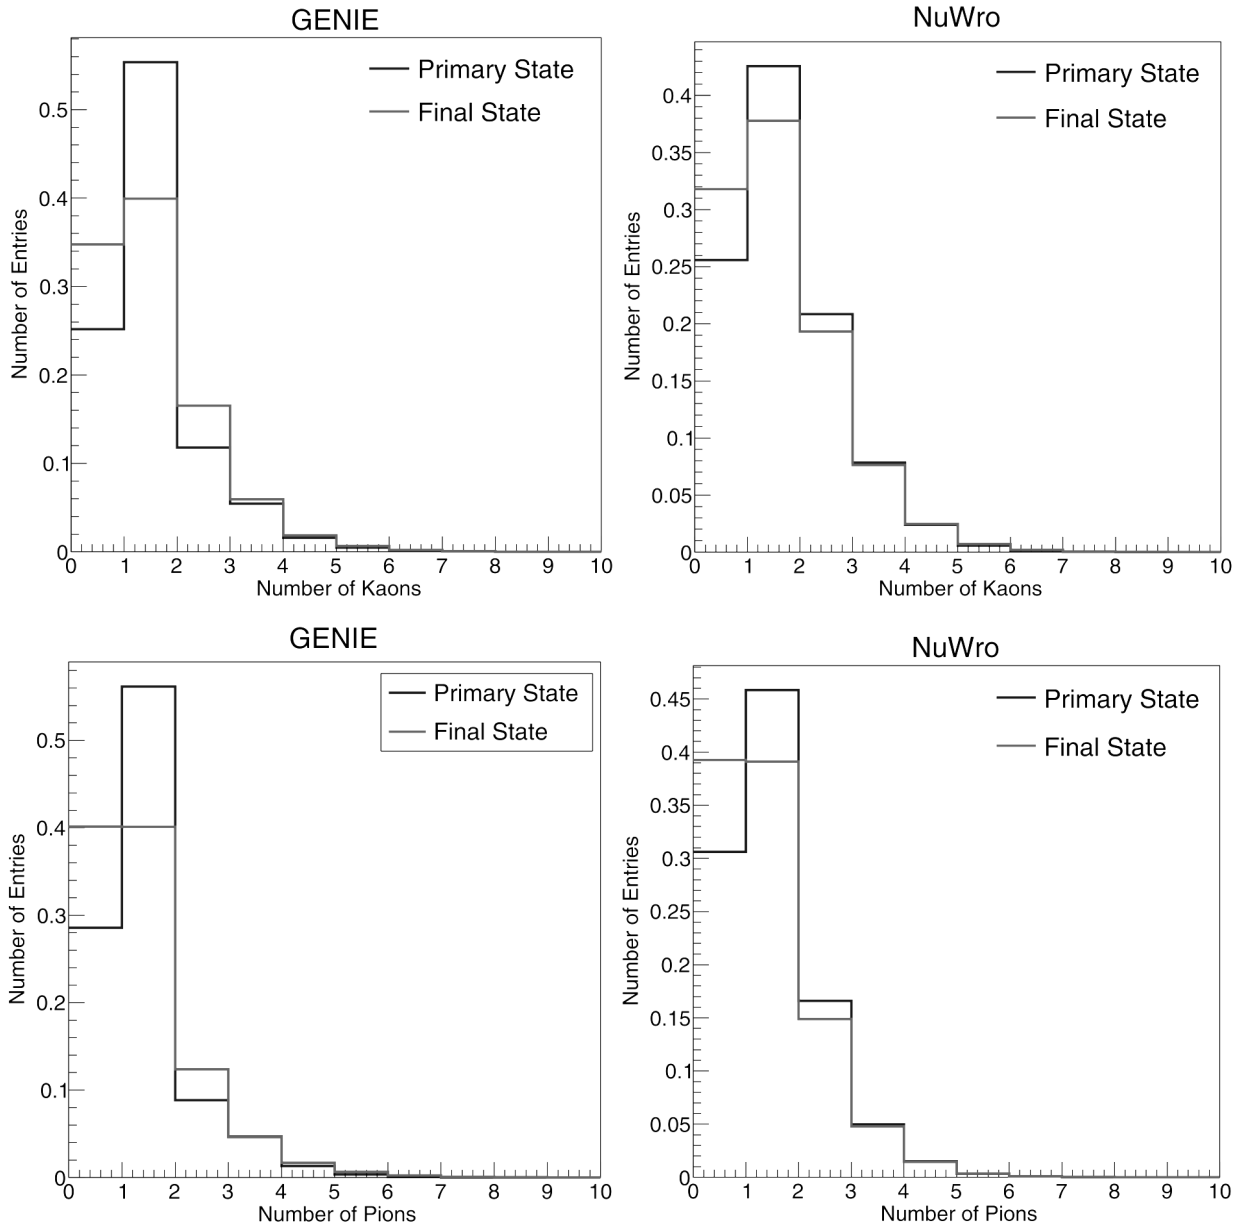 GENIE
Primary State
Final State
0.5
0.4
0.3
0.2
0.1
0
0 1 2 3 4 5 6 7 8 9 10
Number of Entries
Number of Kaons
NuWro
Primary State
Final State
0.4
0.35
0.3
0.25
0.2
0.15
0.1
0.05
0
0 1 2 3 4 5 6 7 8 9 10
Number of Entries
Number of Kaons
GENIE
Primary State
Final State
0.5
0.4
0.3
0.2
0.1
0
0 1 2 3 4 5 6 7 8 9 10
Number of Entries
Number of Pions
NuWro
Primary State
Final State
0.45
0.4
0.35
0.3
0.25
0.2
0.15
0.1
0.05
0
0 1 2 3 4 5 6 7 8 9 10
Number of Entries
Number of Pions